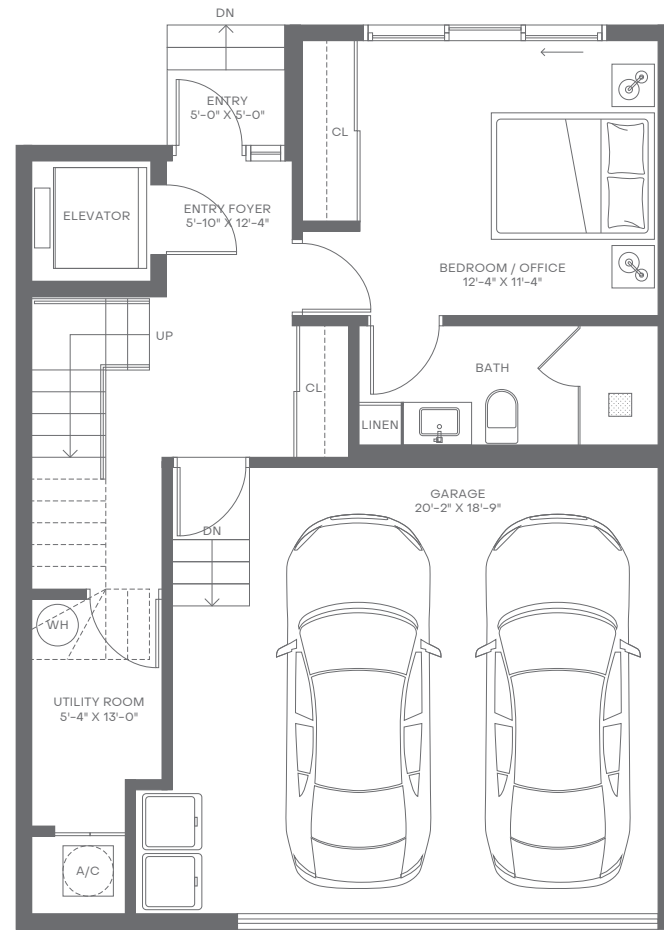 DN
ENTRY
5'-0" X 5'-0"
CL
ELEVATOR
ENTRY FOYER
5'-10" X 12'-4"
BEDROOM / OFFICE
12'-4" X 11'-4"
UP
BATH
CL
LINEN
GARAGE
20'-2" X 18'-9"
DN
WH
UTILITY ROOM
5'-4" X 13'-0"
A/C